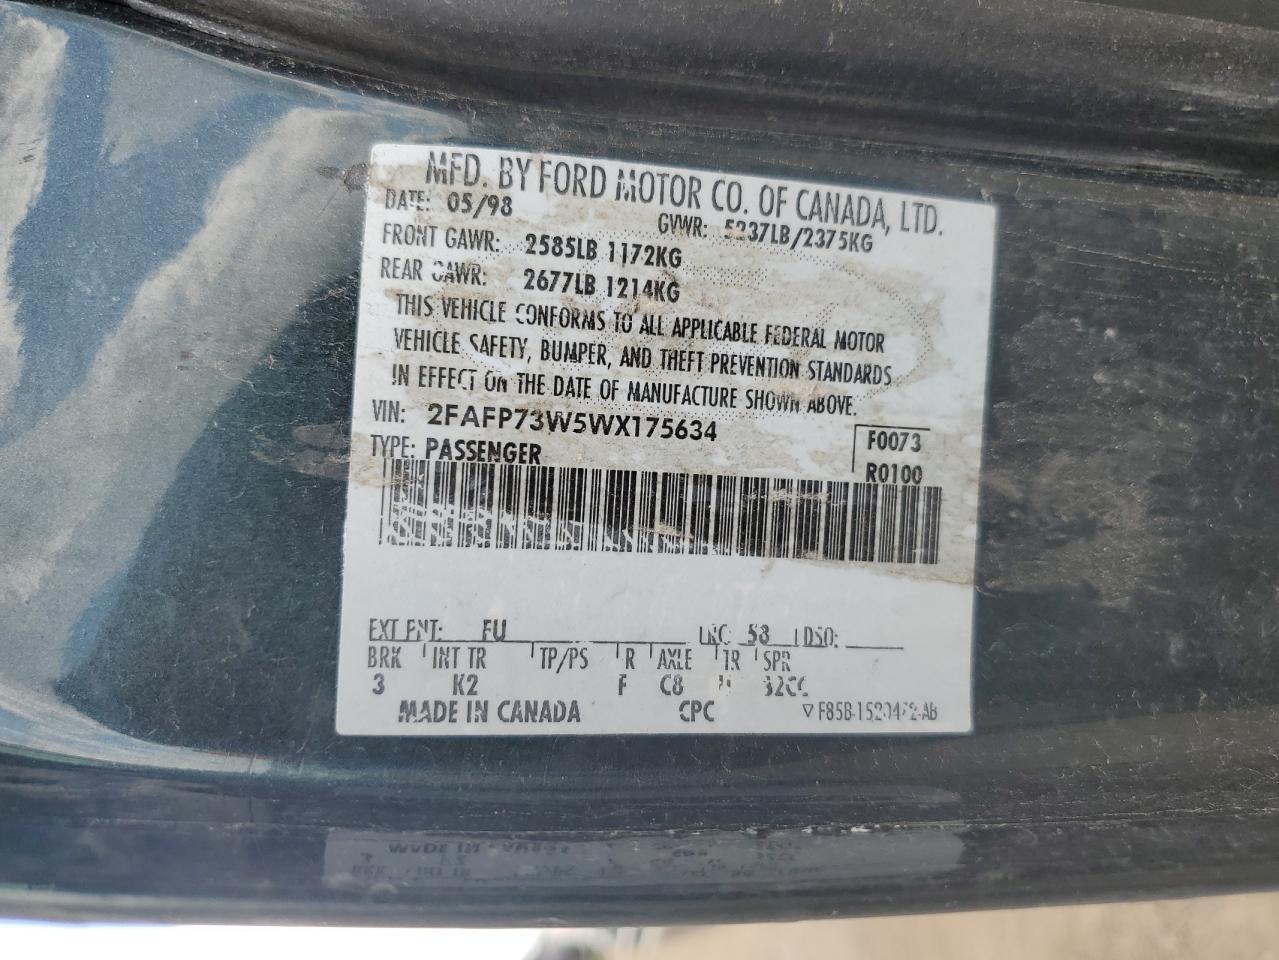 MFD. BY FORD MOTOR CO. OF CANADA, LTD.
DATE: 05/98 GVWR: 5237LB/2375KG
FRONT GAWR: 2585LB 1172KG
REAR GAWR: 2677LB 1214KG
THIS VEHICLE CONFORMS TO ALL APPLICABLE FEDERAL MOTOR
VEHICLE SAFETY, BUMPER, AND THEFT PREVENTION STANDARDS
IN EFFECT ON THE DATE OF MANUFACTURE SHOWN ABOVE.
VIN: 2FAFP73W5WX175634
TYPE: PASSENGER
F0073
R0100
EXT PNT: FU 58 DSO:
BRK INT TR TP/PS R AXLE TR SPR
3 K2 F C8
MADE IN CANADA CPC